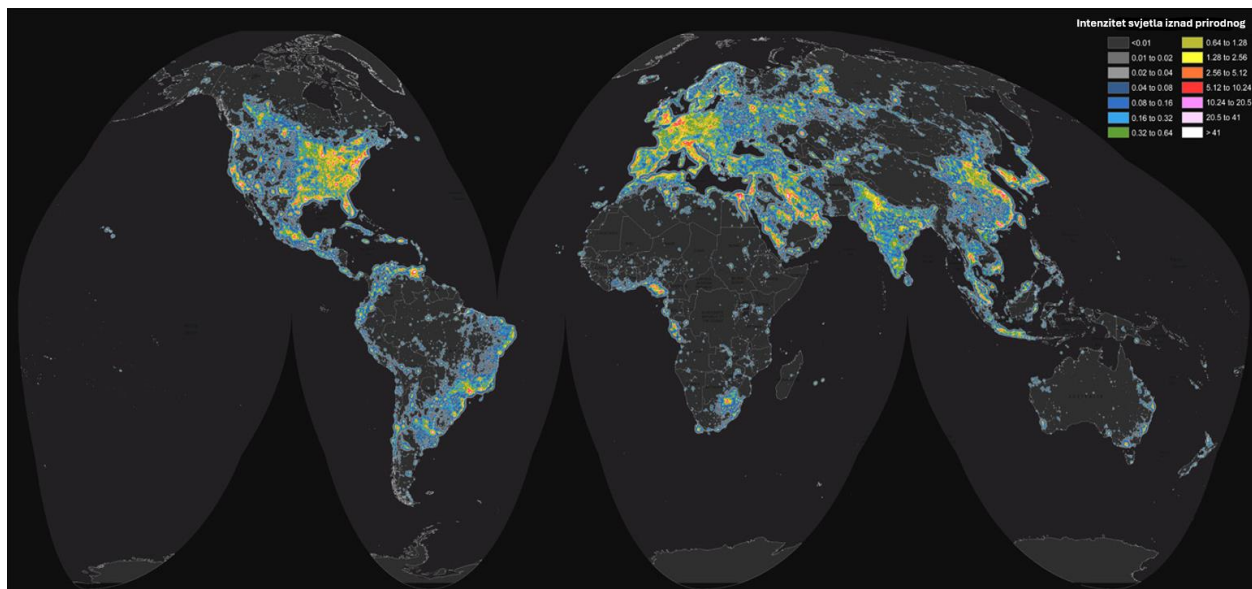 Intenzitet svjetla iznad prirodnog
<0.01
0.01 to 0.02
0.02 to 0.04
0.04 to 0.08
0.08 to 0.16
0.16 to 0.32
0.32 to 0.64
0.64 to 1.28
1.28 to 2.56
2.56 to 5.12
5.12 to 10.24
10.24 to 20.5
20.5 to 41
> 41